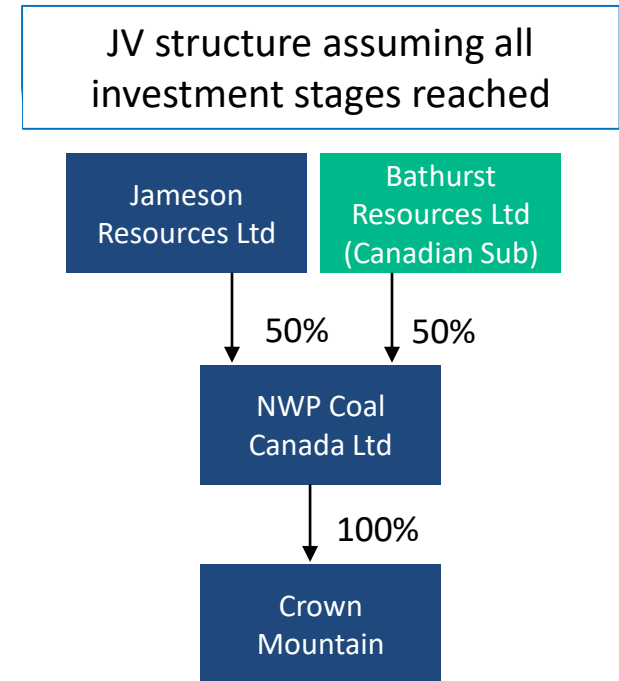 JV structure assuming all
investment stages reached
Jameson
Resources Ltd
Bathurst
Resources Ltd
(Canadian Sub)
50%
50%
NWP Coal
Canada Ltd
100%
Crown
Mountain